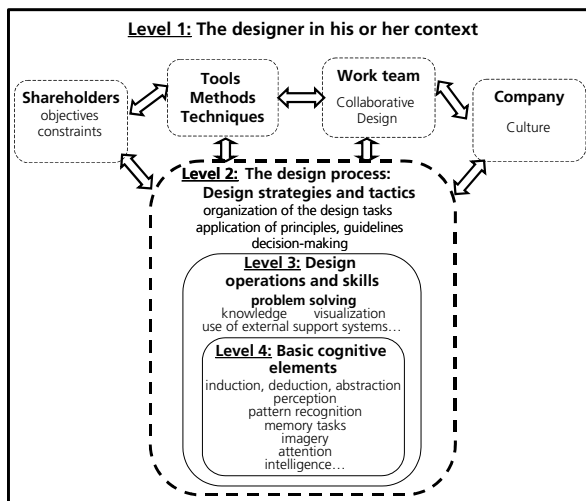 Level 1: The designer in his or her context
Shareholders
objectives
constraints
Tools
Methods
Techniques
Work team
Collaborative
Design
Company
Culture
Level 2: The design process:
Design strategies and tactics
organization of the design tasks
application of principles, guidelines
decision-making
Level 3: Design
operations and skills
problem solving
knowledge visualization
use of external support systems…
Level 4: Basic cognitive
elements
induction, deduction, abstraction
perception
pattern recognition
memory tasks
imagery
attention
intelligence…